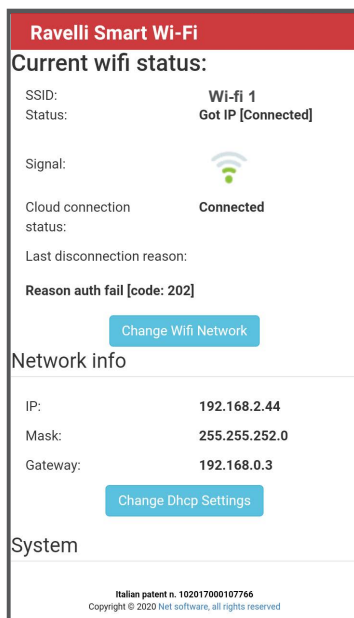 Ravelli Smart Wi-Fi
Current wifi status:
SSID: Wi-fi 1
Status: Got IP [Connected]
Signal:
Cloud connection status: Connected
Last disconnection reason:
Reason auth fail [code: 202]
Change Wifi Network
Network info
IP: 192.168.2.44
Mask: 255.255.252.0
Gateway: 192.168.0.3
Change Dhcp Settings
System
Italian patent n. 102017000107766
Copyright © 2020 Net software, all rights reserved